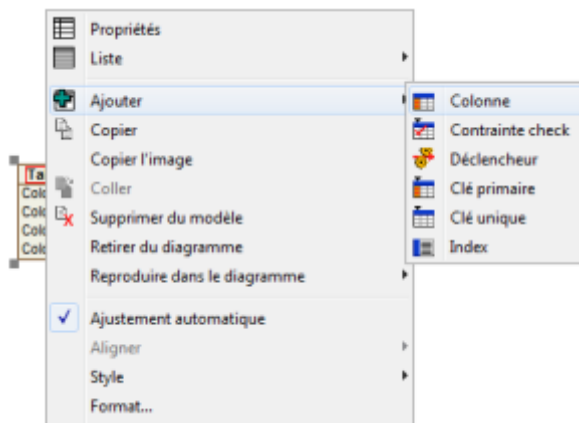 Propriétés
Liste
Ajouter
Copier
Copier l'image
Coller
Supprimer du modèle
Retirer du diagramme
Reproduire dans le diagramme
Ajustement automatique
Aligner
Style
Format...
Colonne
Contrainte check
Déclencheur
Clé primaire
Clé unique
Index